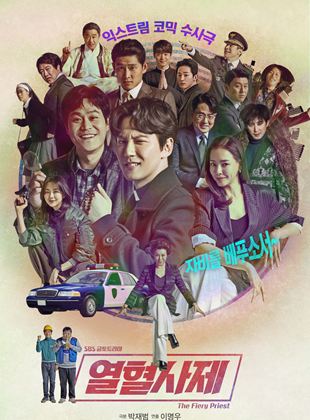 익스트림 코믹 수사극
자비를 베푸소서~
SBS 금토드라마
열혈사제
The Fiery Priest
극본 박재범 연출 이명우